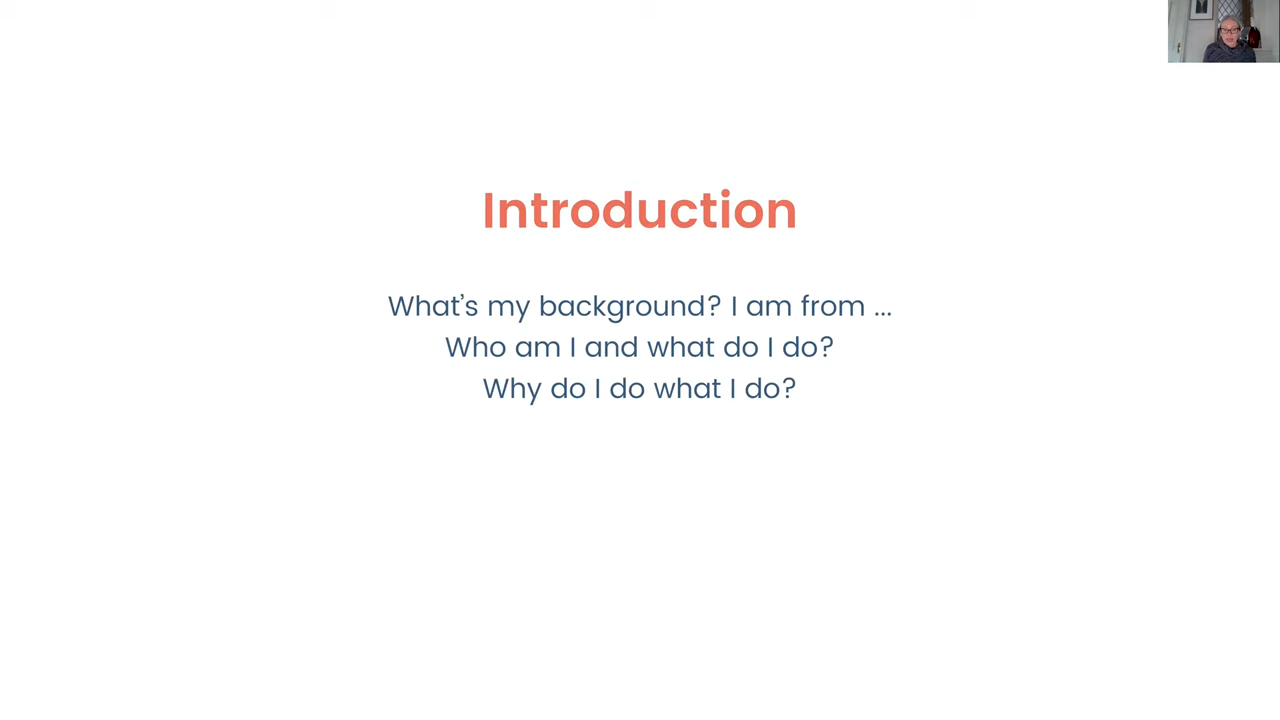 Introduction
What's my background? I am from ...
Who am I and what do I do?
Why do I do what I do?